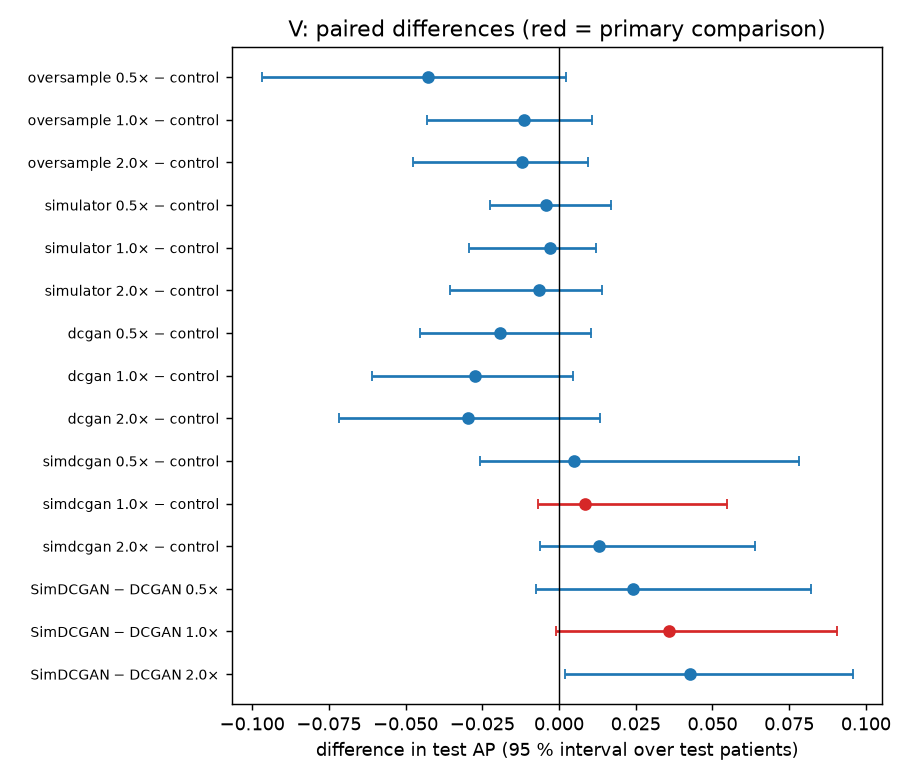 V: paired differences (red = primary comparison)
oversample 0.5× − control
oversample 1.0× − control
oversample 2.0× − control
simulator 0.5× − control
simulator 1.0× − control
simulator 2.0× − control
dcgan 0.5× − control
dcgan 1.0× − control
dcgan 2.0× − control
simdcgan 0.5× − control
simdcgan 1.0× − control
simdcgan 2.0× − control
SimDCGAN − DCGAN 0.5×
SimDCGAN − DCGAN 1.0×
SimDCGAN − DCGAN 2.0×
−0.100 −0.075 −0.050 −0.025 0.000 0.025 0.050 0.075 0.100
difference in test AP (95 % interval over test patients)